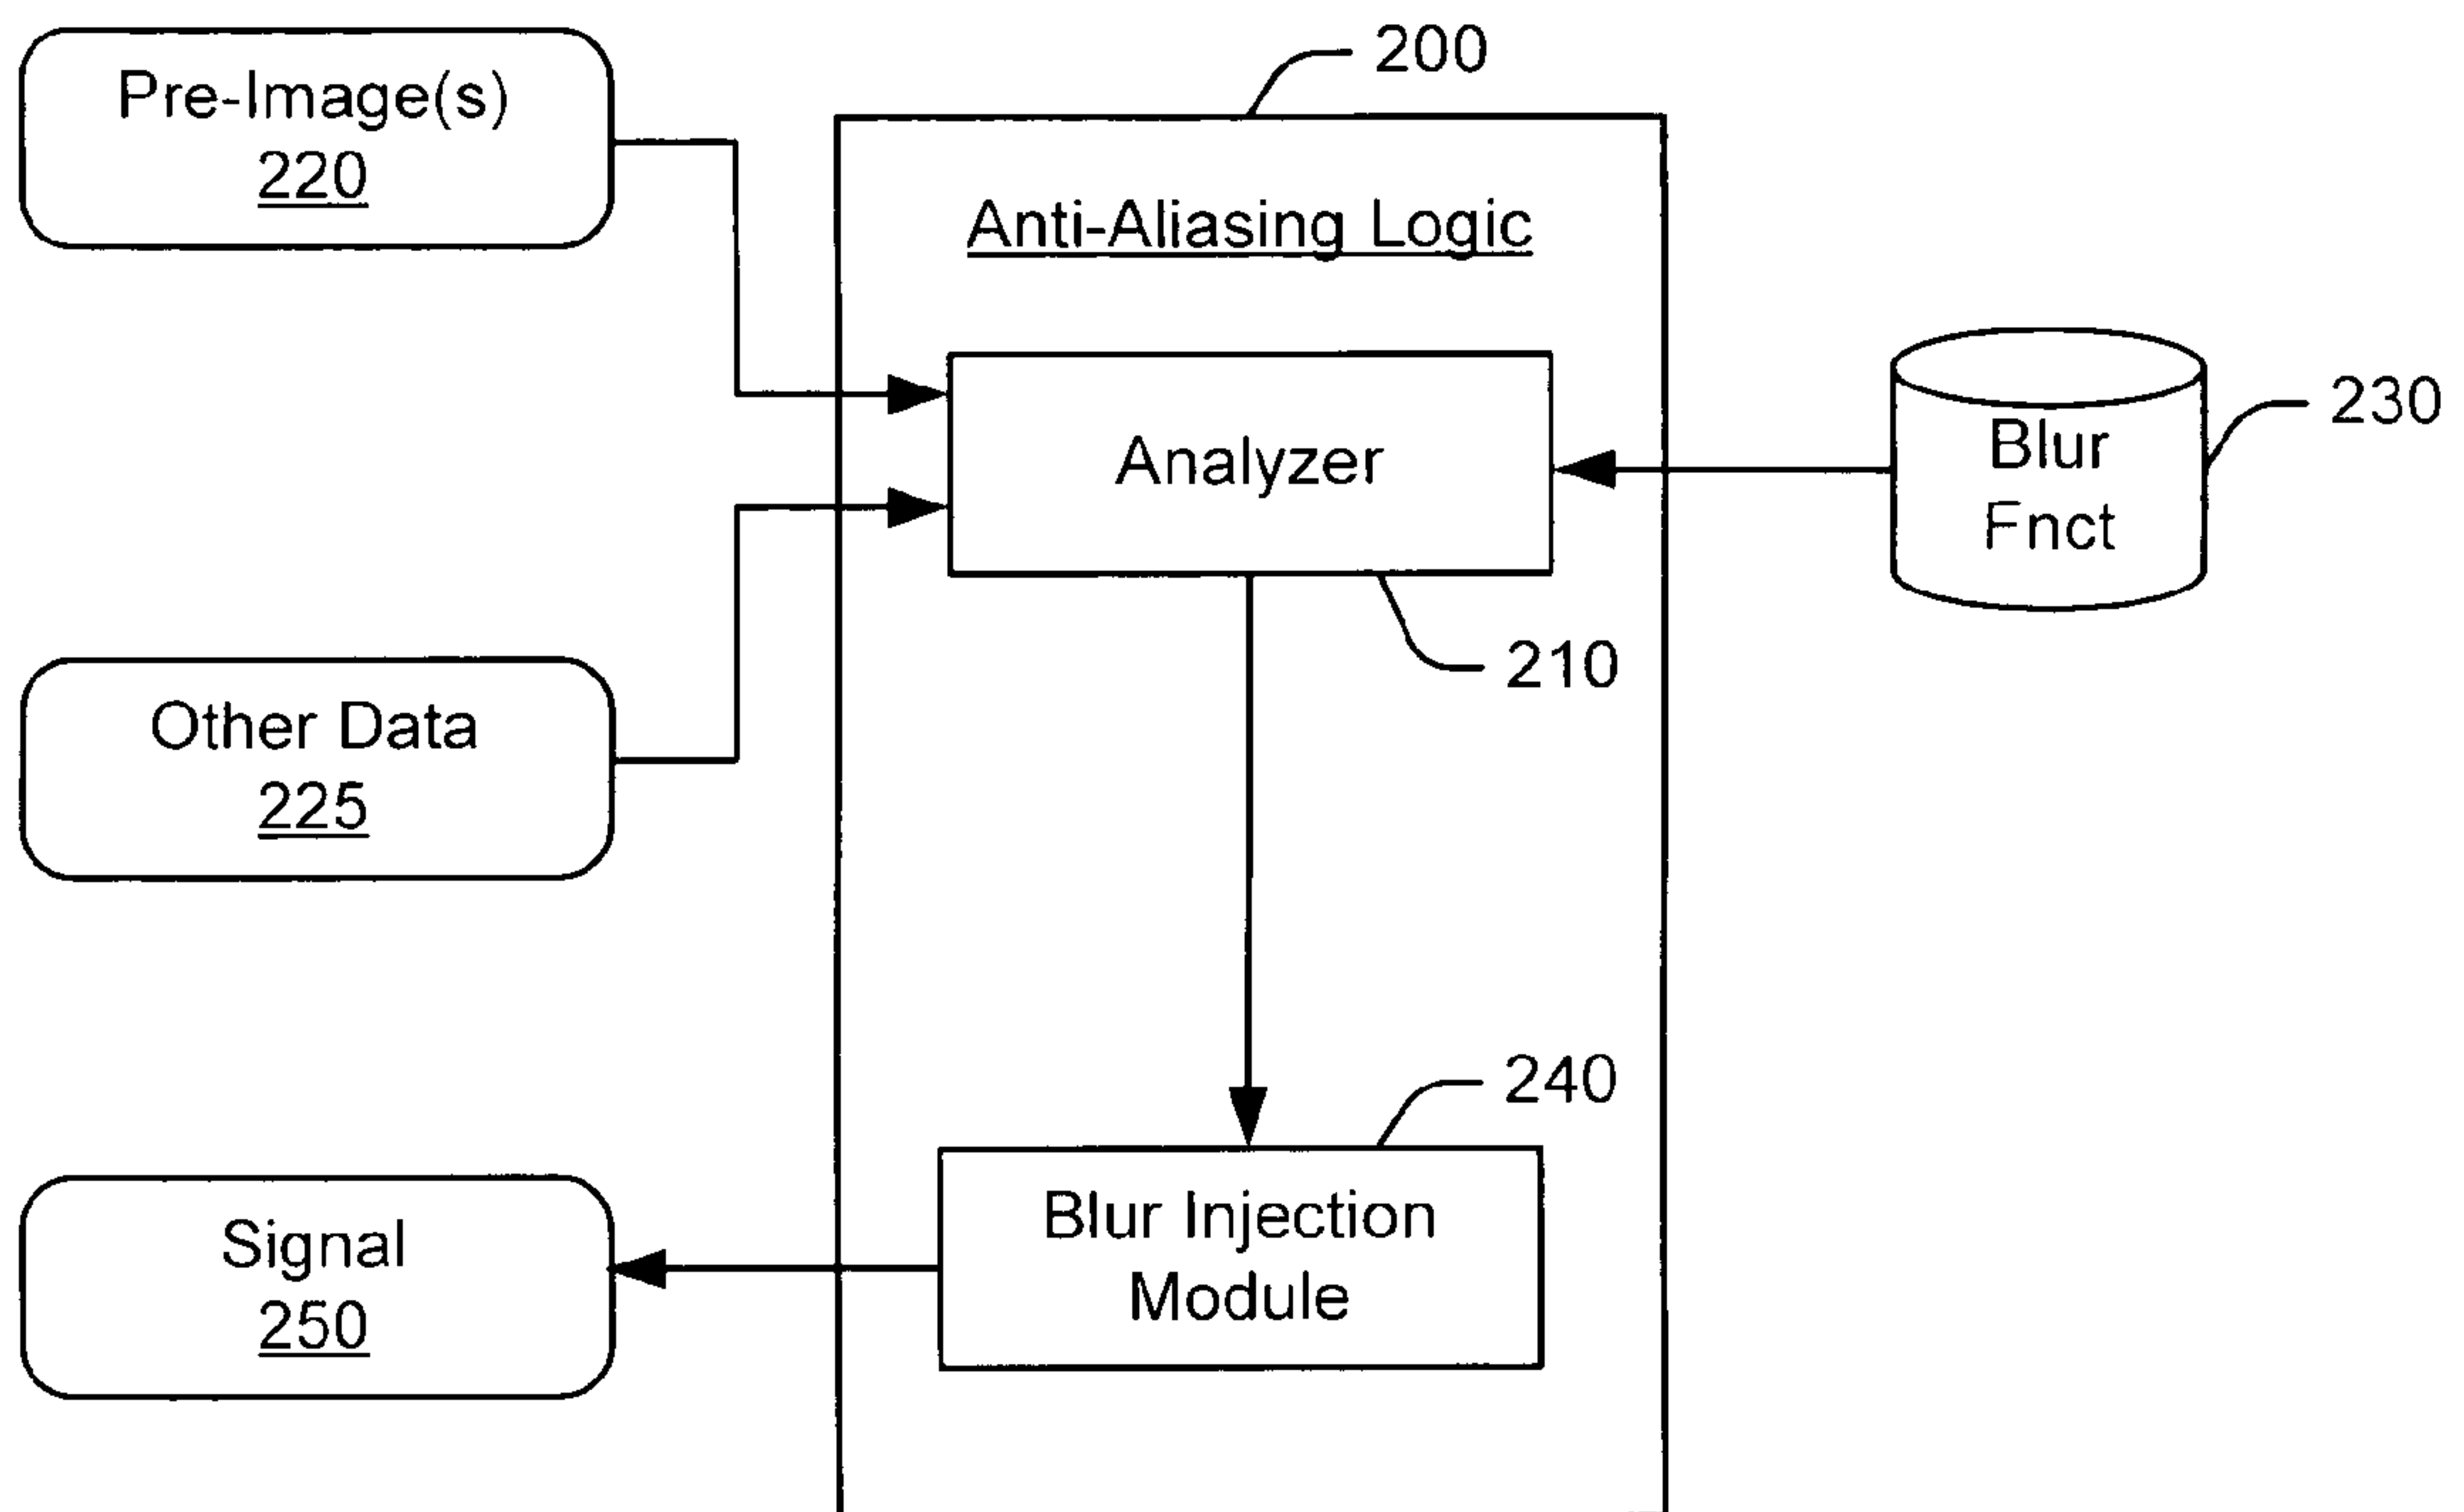 200
Pre-Image(s)
220
Anti-Aliasing Logic
Analyzer
Blur
Fnct
230
210
Other Data
225
240
Blur Injection
Module
Signal
250